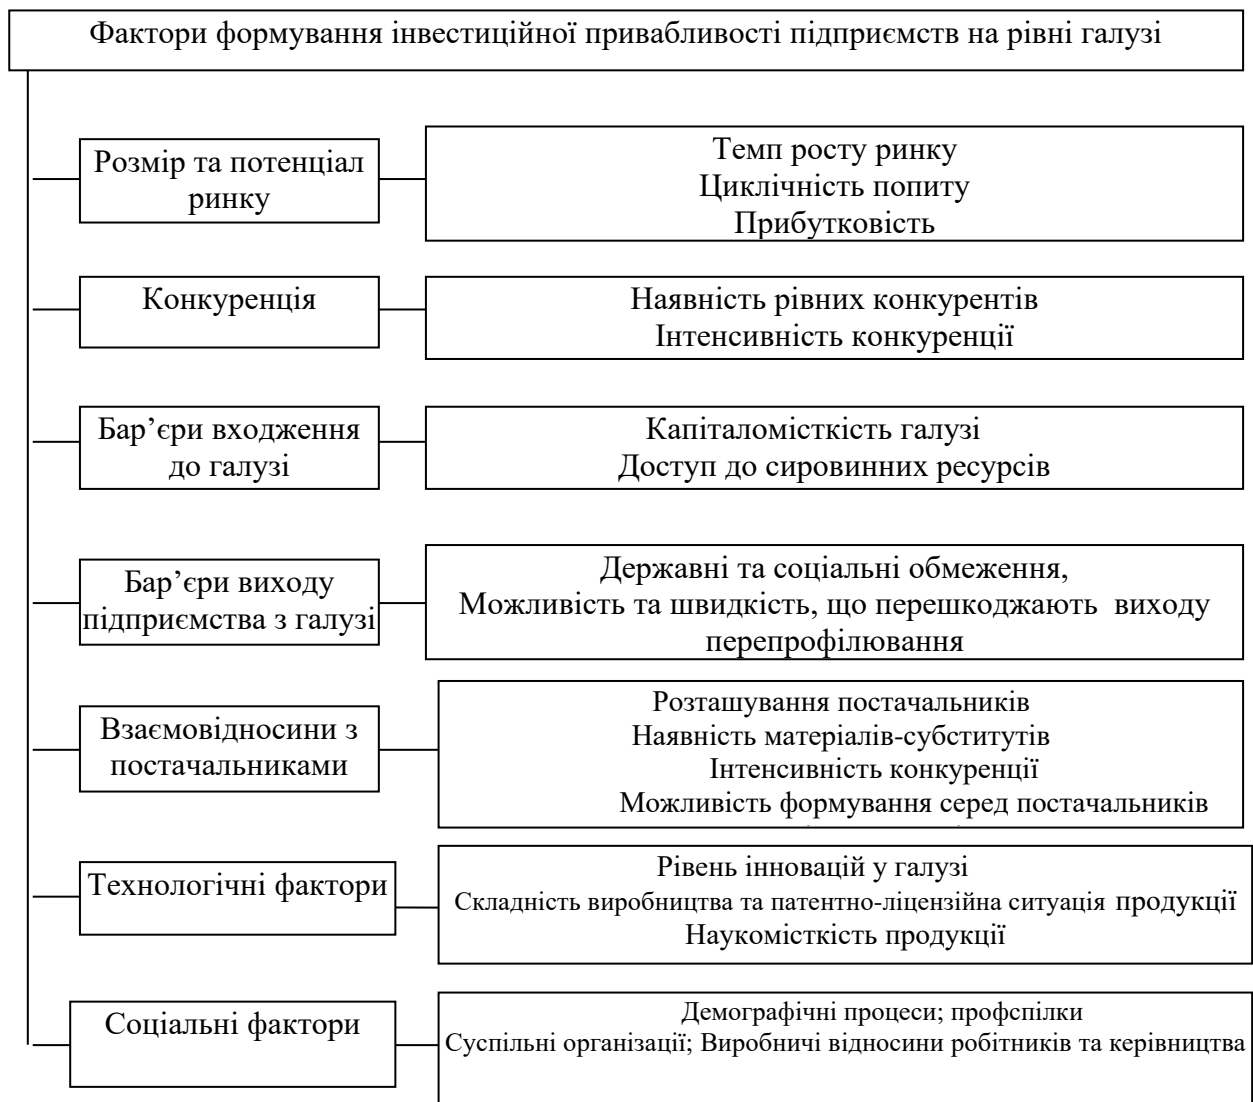 Фактори формування інвестиційної привабливості підприємств на рівні галузі
Розмір та потенціал
ринку
Темп росту ринку
Циклічність попиту
Прибутковість
Конкуренція
Наявність рівних конкурентів
Інтенсивність конкуренції
Бар’єри входження
до галузі
Капіталомісткість галузі
Доступ до сировинних ресурсів
Бар’єри виходу
підприємства з галузі
Державні та соціальні обмеження,
Можливість та швидкість, що перешкоджають виходу
перепрофілювання
Взаємовідносини з
постачальниками
Розташування постачальників
Наявність матеріалів-субститутів
Інтенсивність конкуренції
Можливість формування серед постачальників
Технологічні фактори
Рівень інновацій у галузі
Складність виробництва та патентно-ліцензійна ситуація продукції
Наукомісткість продукції
Соціальні фактори
Демографічні процеси; профспілки
Суспільні організації; Виробничі відносини робітників та керівництва